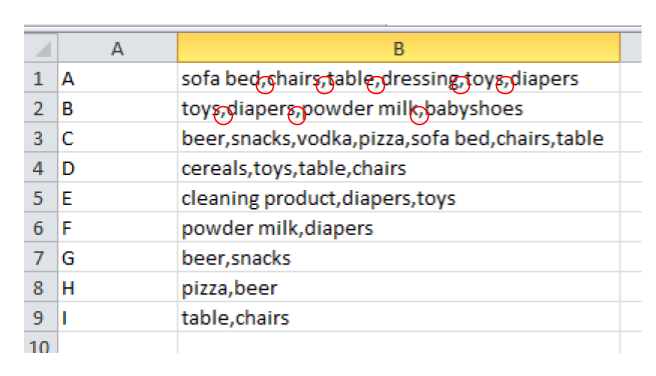 A B
1 A sofa bed,chairs,table,dressing,toys,diapers
2 B toys,diapers,powder milk,babyshoes
3 C beer,snacks,vodka,pizza,sofa bed,chairs,table
4 D cereals,toys,table,chairs
5 E cleaning product,diapers,toys
6 F powder milk,diapers
7 G beer,snacks
8 H pizza,beer
9 I table,chairs
10